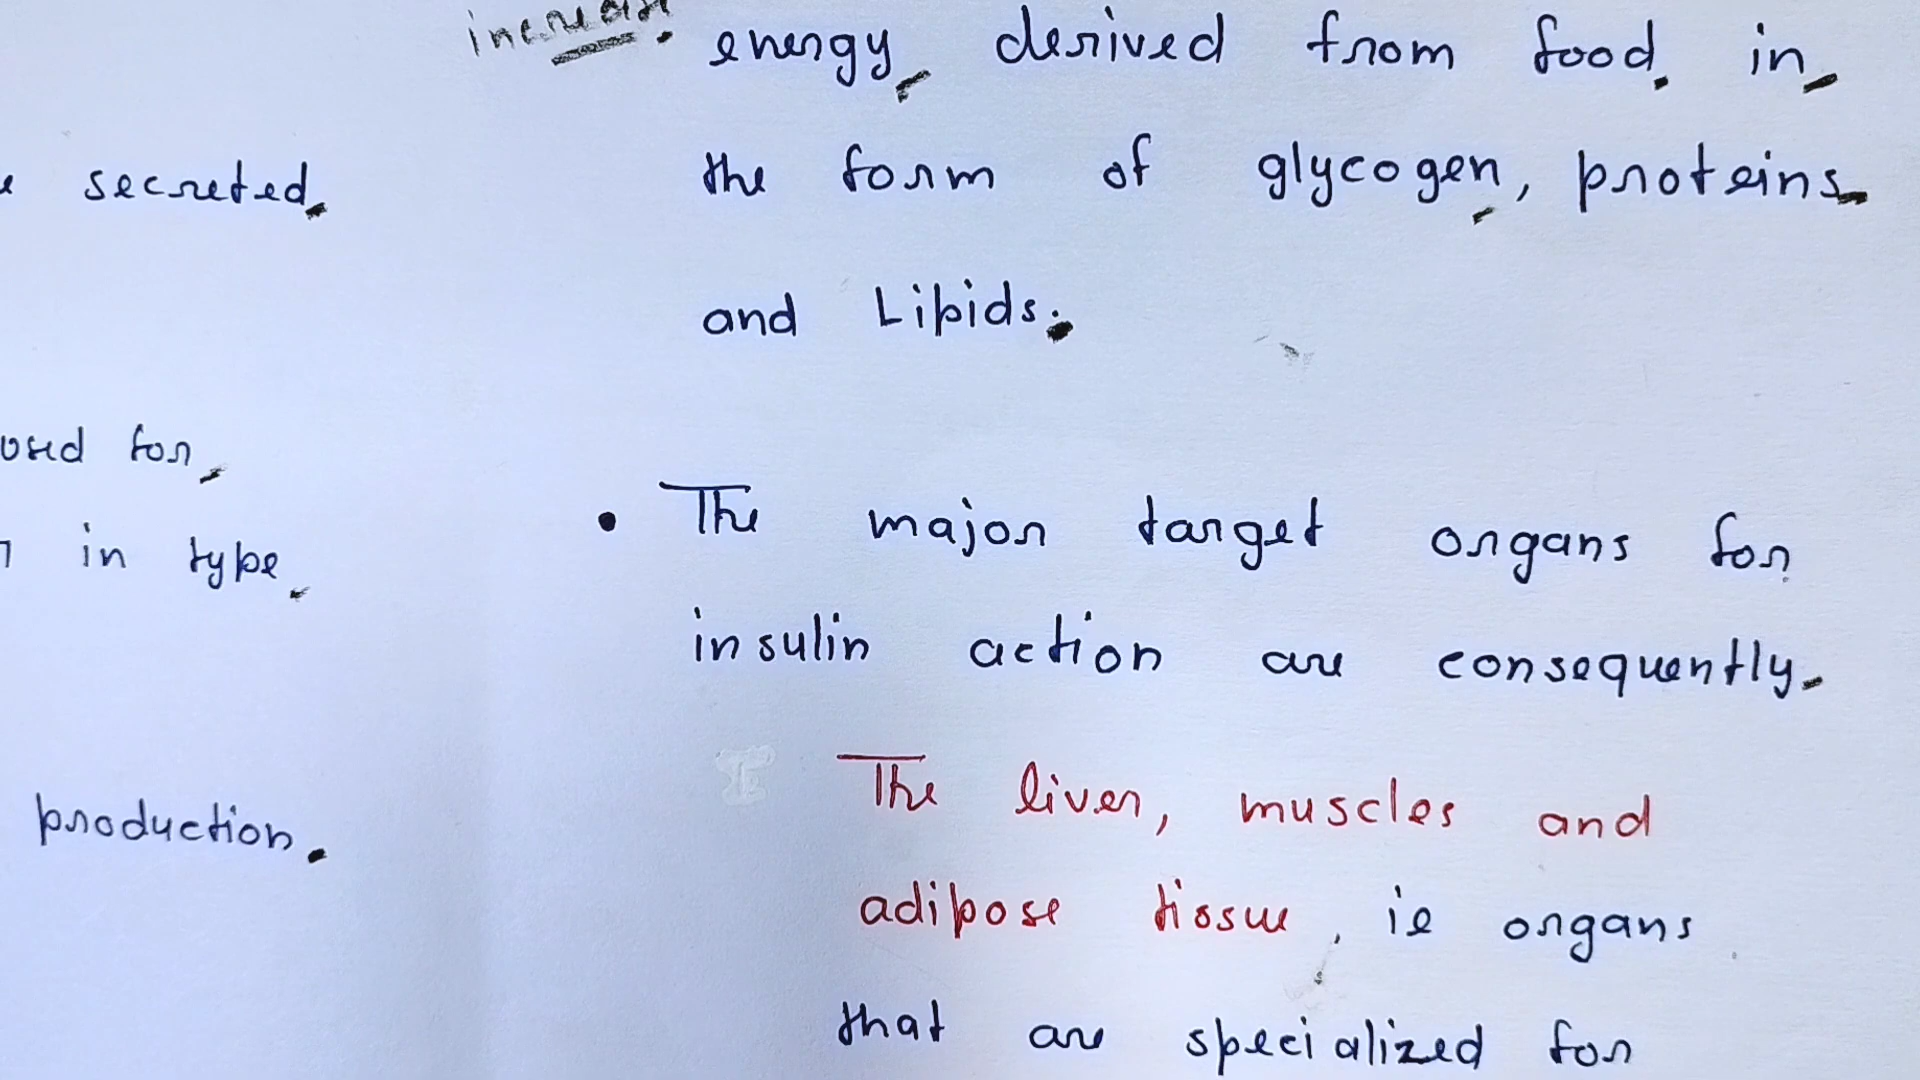 increase.
energy derived from food in
the form of glycogen, proteins
and Lipids.
secreted.
for
in type
production.
• The major target organs for
insulin action are consequently
The liver, muscles and
adipose tissue, ie organs
that are specialized for